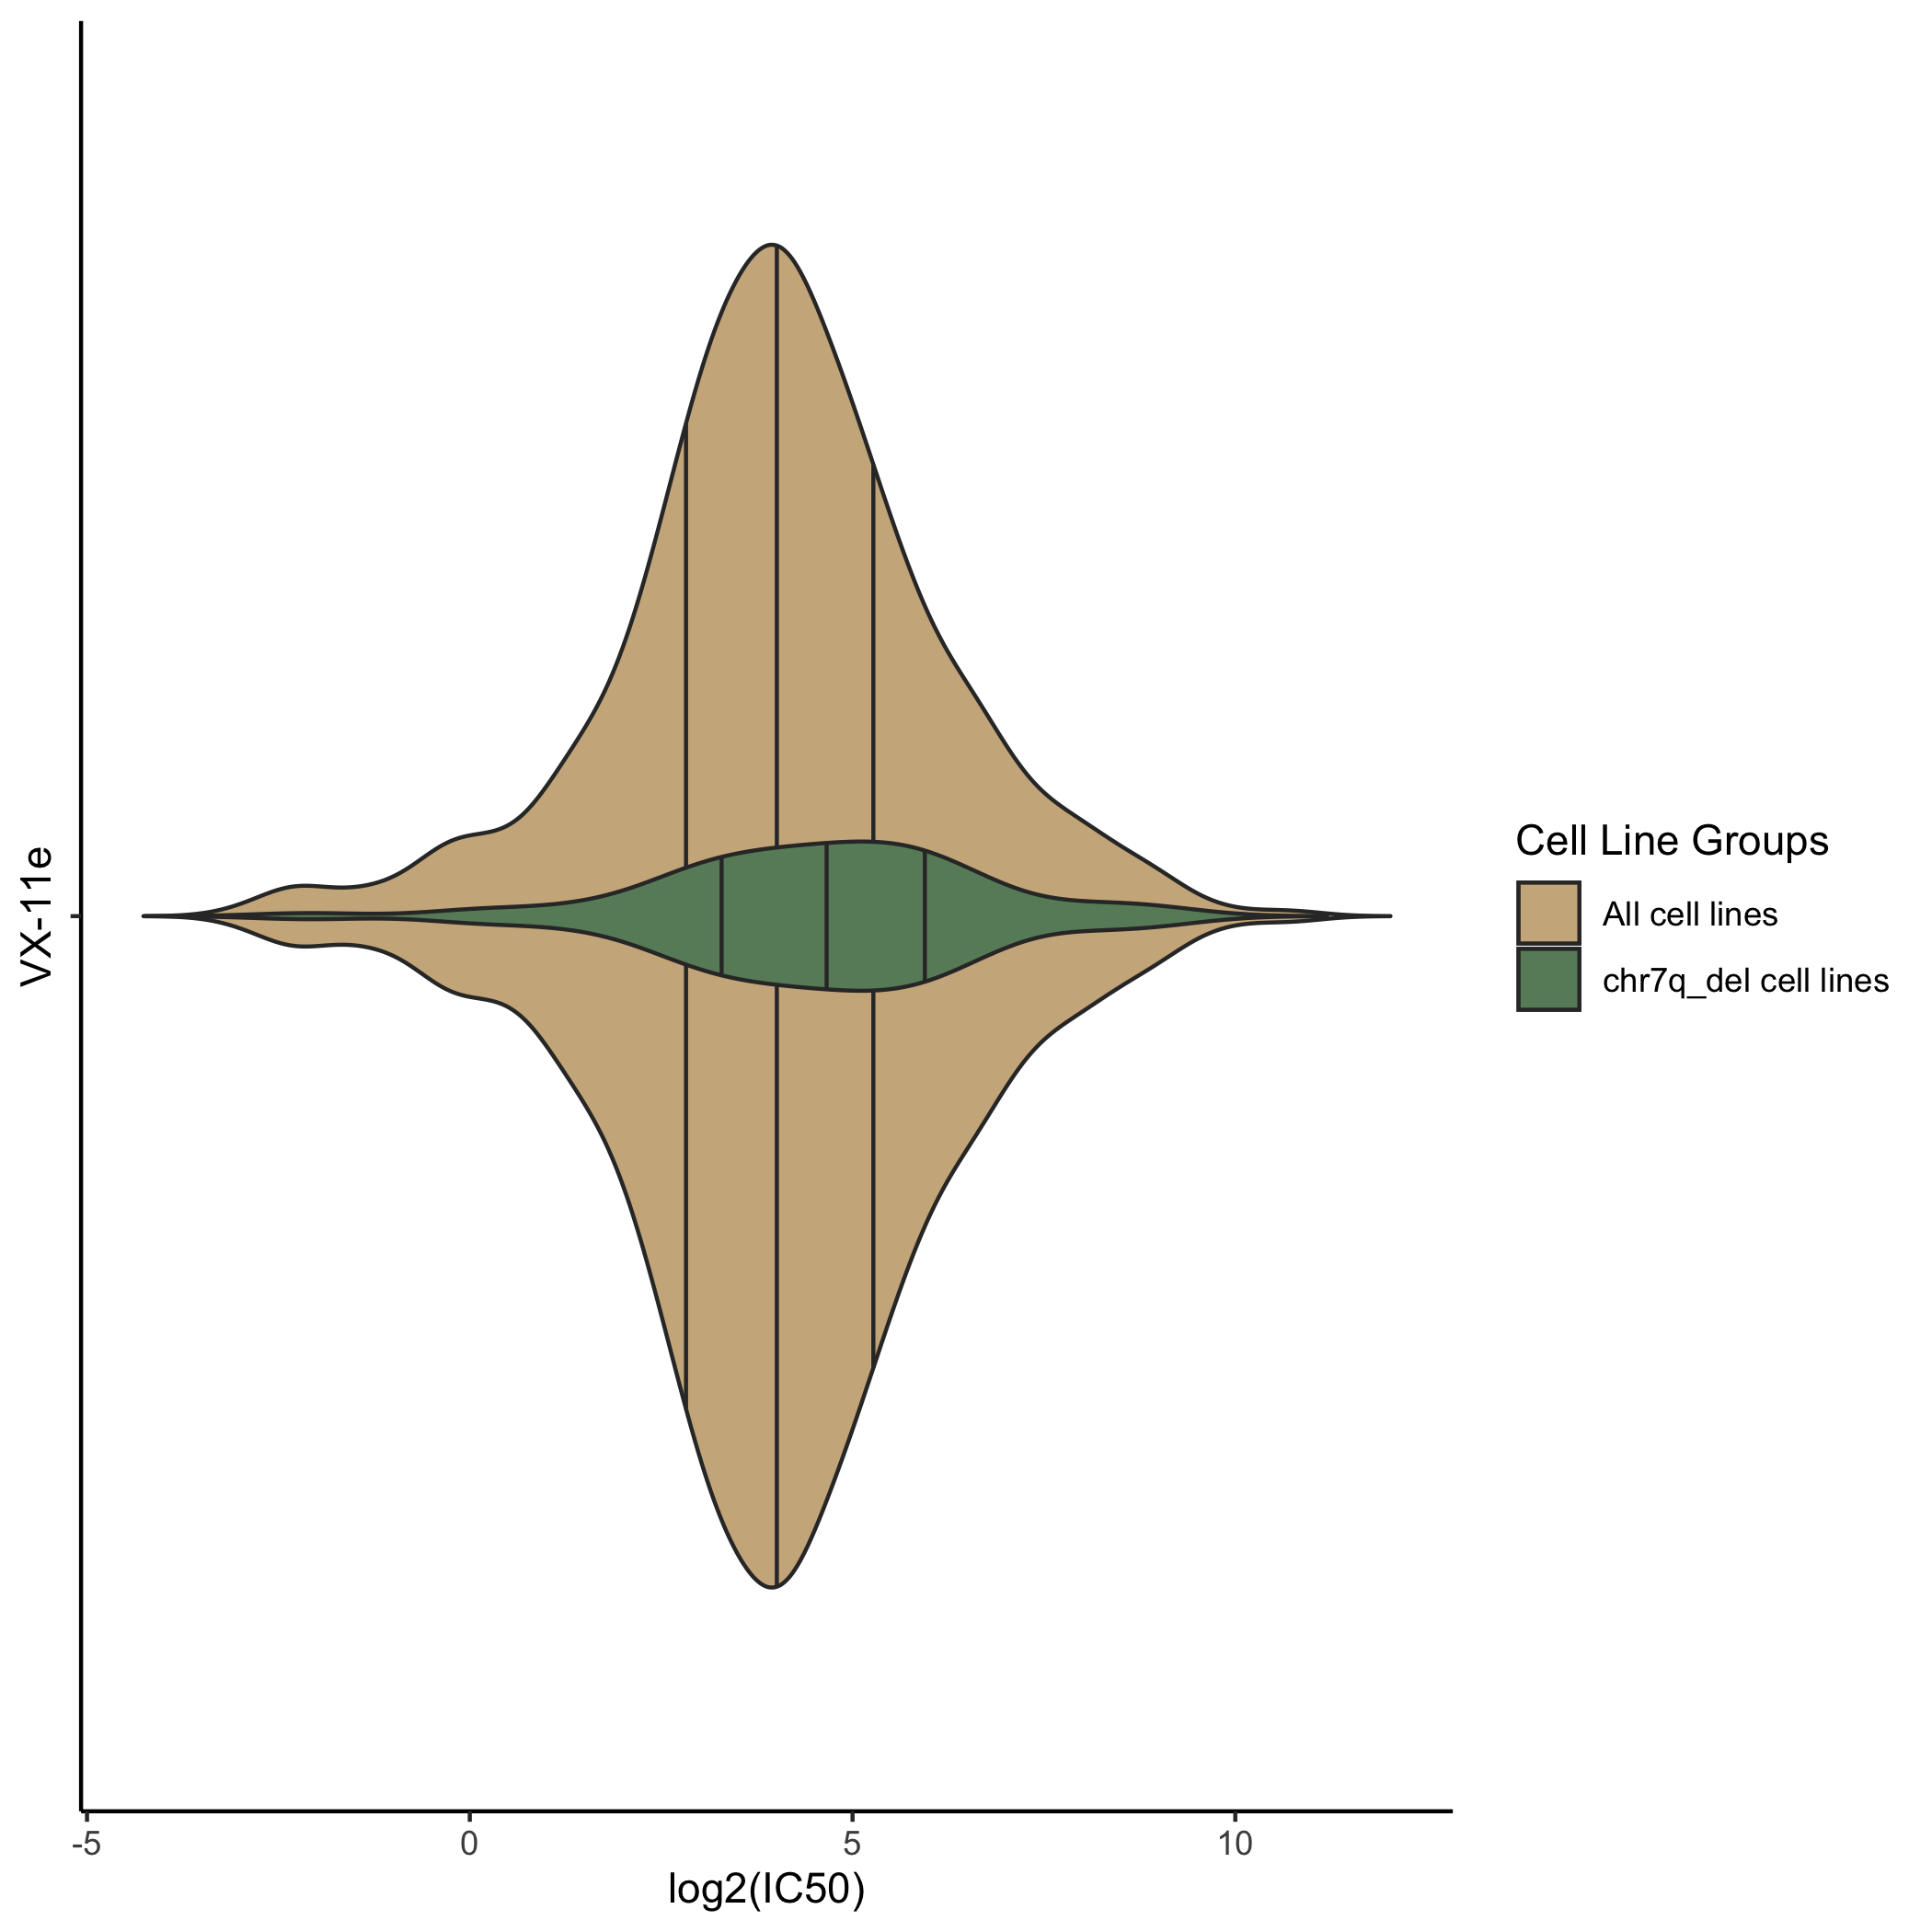 VX-11e
-5
0
5
10
log2(IC50)
Cell Line Groups
All cell lines
chr7q_del cell lines